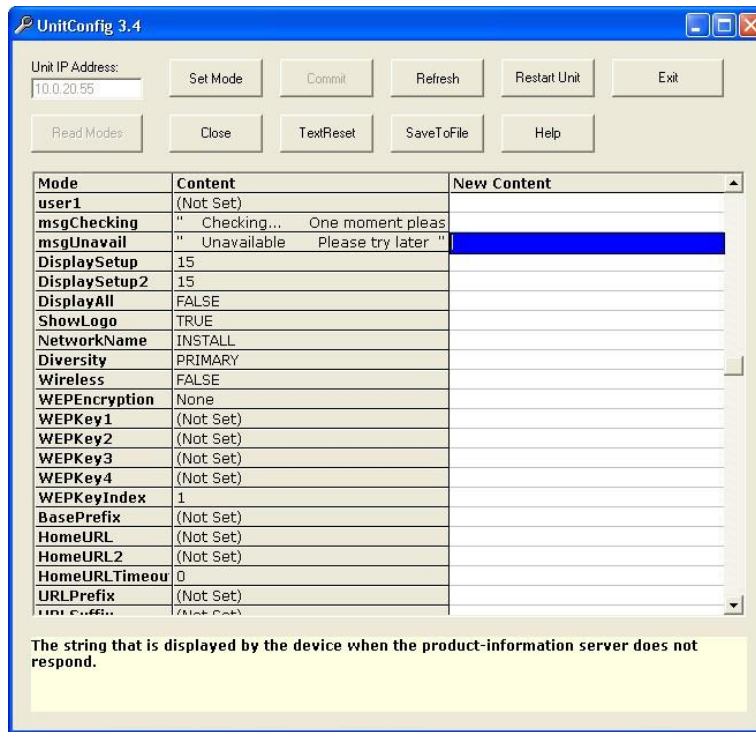 UnitConfig 3.4
Unit IP Address:
10.0.20.55
Set Mode
Commit
Refresh
Restart Unit
Exit
Read Modes
Close
TextReset
SaveToFile
Help
Mode Content New Content
user1 (Not Set)
msgChecking "    Checking...      One moment pleas
msgUnavail "    Unavailable      Please try later  "
DisplaySetup 15
DisplaySetup2 15
DisplayAll FALSE
ShowLogo TRUE
NetworkName INSTALL
Diversity PRIMARY
Wireless FALSE
WEPEncryption None
WEPKey1 (Not Set)
WEPKey2 (Not Set)
WEPKey3 (Not Set)
WEPKey4 (Not Set)
WEPKeyIndex 1
BasePrefix (Not Set)
HomeURL (Not Set)
HomeURL2 (Not Set)
HomeURLTimeou 0
URLPrefix (Not Set)
URLSuffix (Not Set)
The string that is displayed by the device when the product-information server does not
respond.